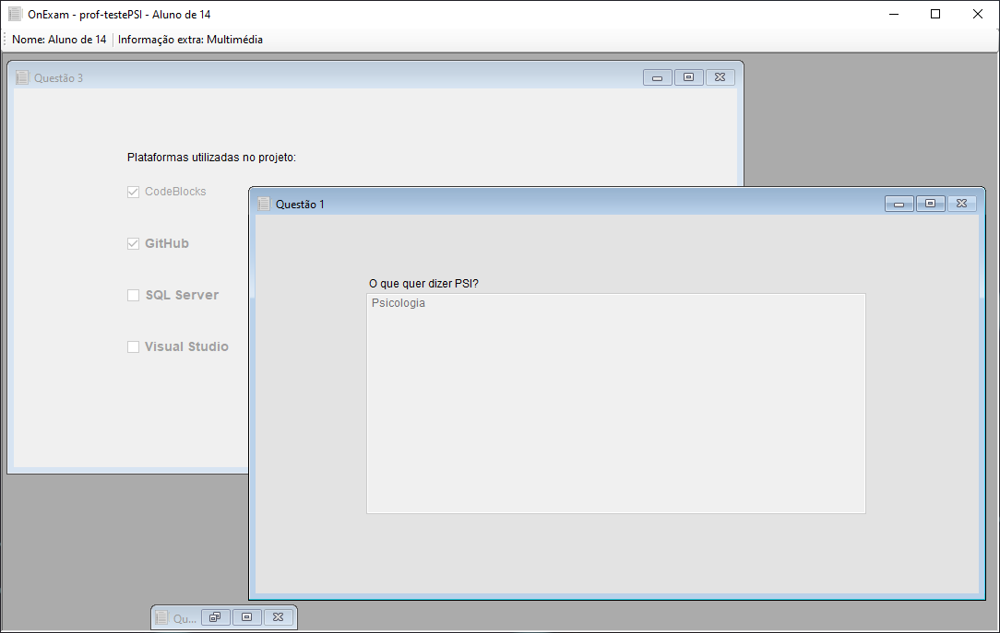 OnExam - prof-testePSI - Aluno de 14
Nome: Aluno de 14 Informação extra: Multimédia
Questão 3
Plataformas utilizadas no projeto:
CodeBlocks
GitHub
SQL Server
Visual Studio
Questão 1
O que quer dizer PSI?
Psicologia
Qu...